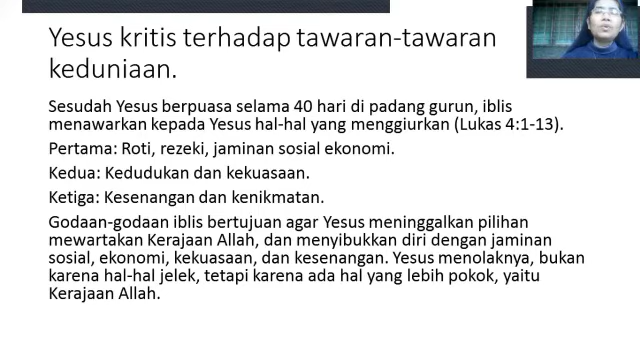 Yesus kritis terhadap tawaran-tawaran
keduniaan.
Sesudah Yesus berpuasa selama 40 hari di padang gurun, iblis
menawarkan kepada Yesus hal-hal yang menggiurkan (Lukas 4:1-13).
Pertama: Roti, rezeki, jaminan sosial ekonomi.
Kedua: Kedudukan dan kekuasaan.
Ketiga: Kesenangan dan kenikmatan.
Godaan-godaan iblis bertujuan agar Yesus meninggalkan pilihan
mewartakan Kerajaan Allah, dan menyibukkan diri dengan jaminan
sosial, ekonomi, kekuasaan, dan kesenangan. Yesus menolaknya, bukan
karena hal-hal jelek, tetapi karena ada hal yang lebih pokok, yaitu
Kerajaan Allah.